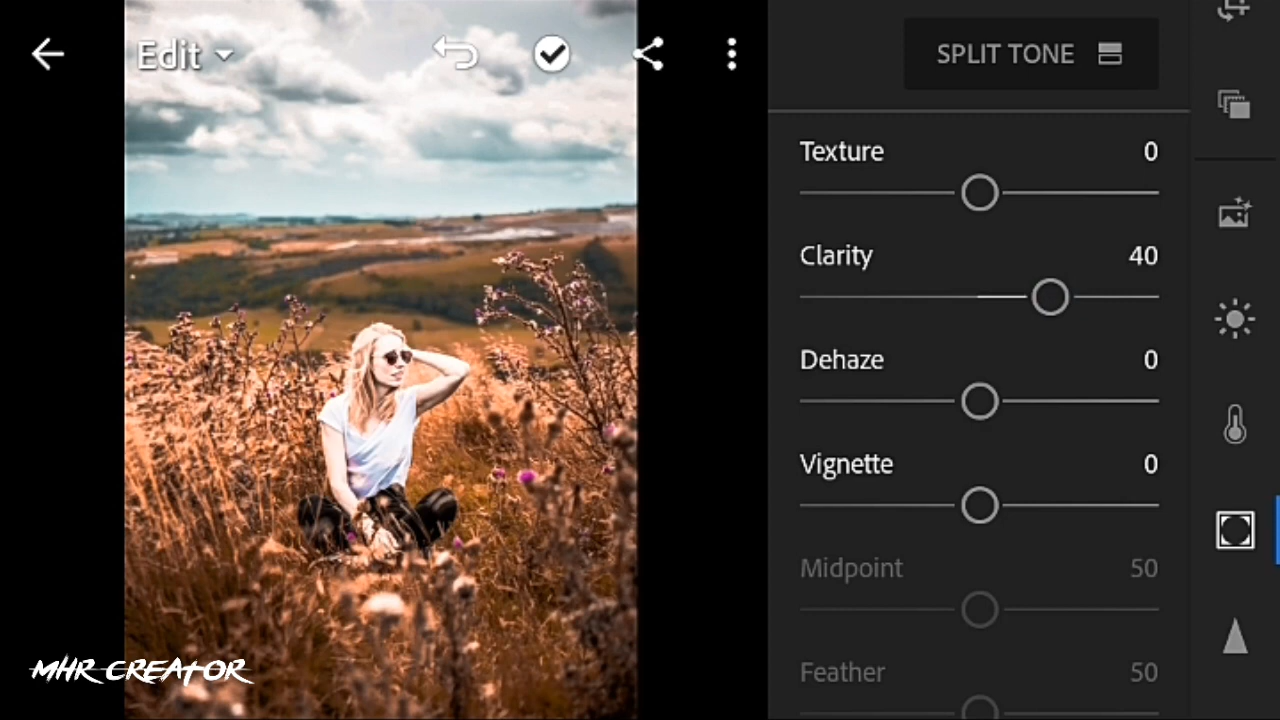 Edit
SPLIT TONE
Texture 0
Clarity 40
Dehaze 0
Vignette 0
Midpoint 50
Feather 50
MHR CREATOR